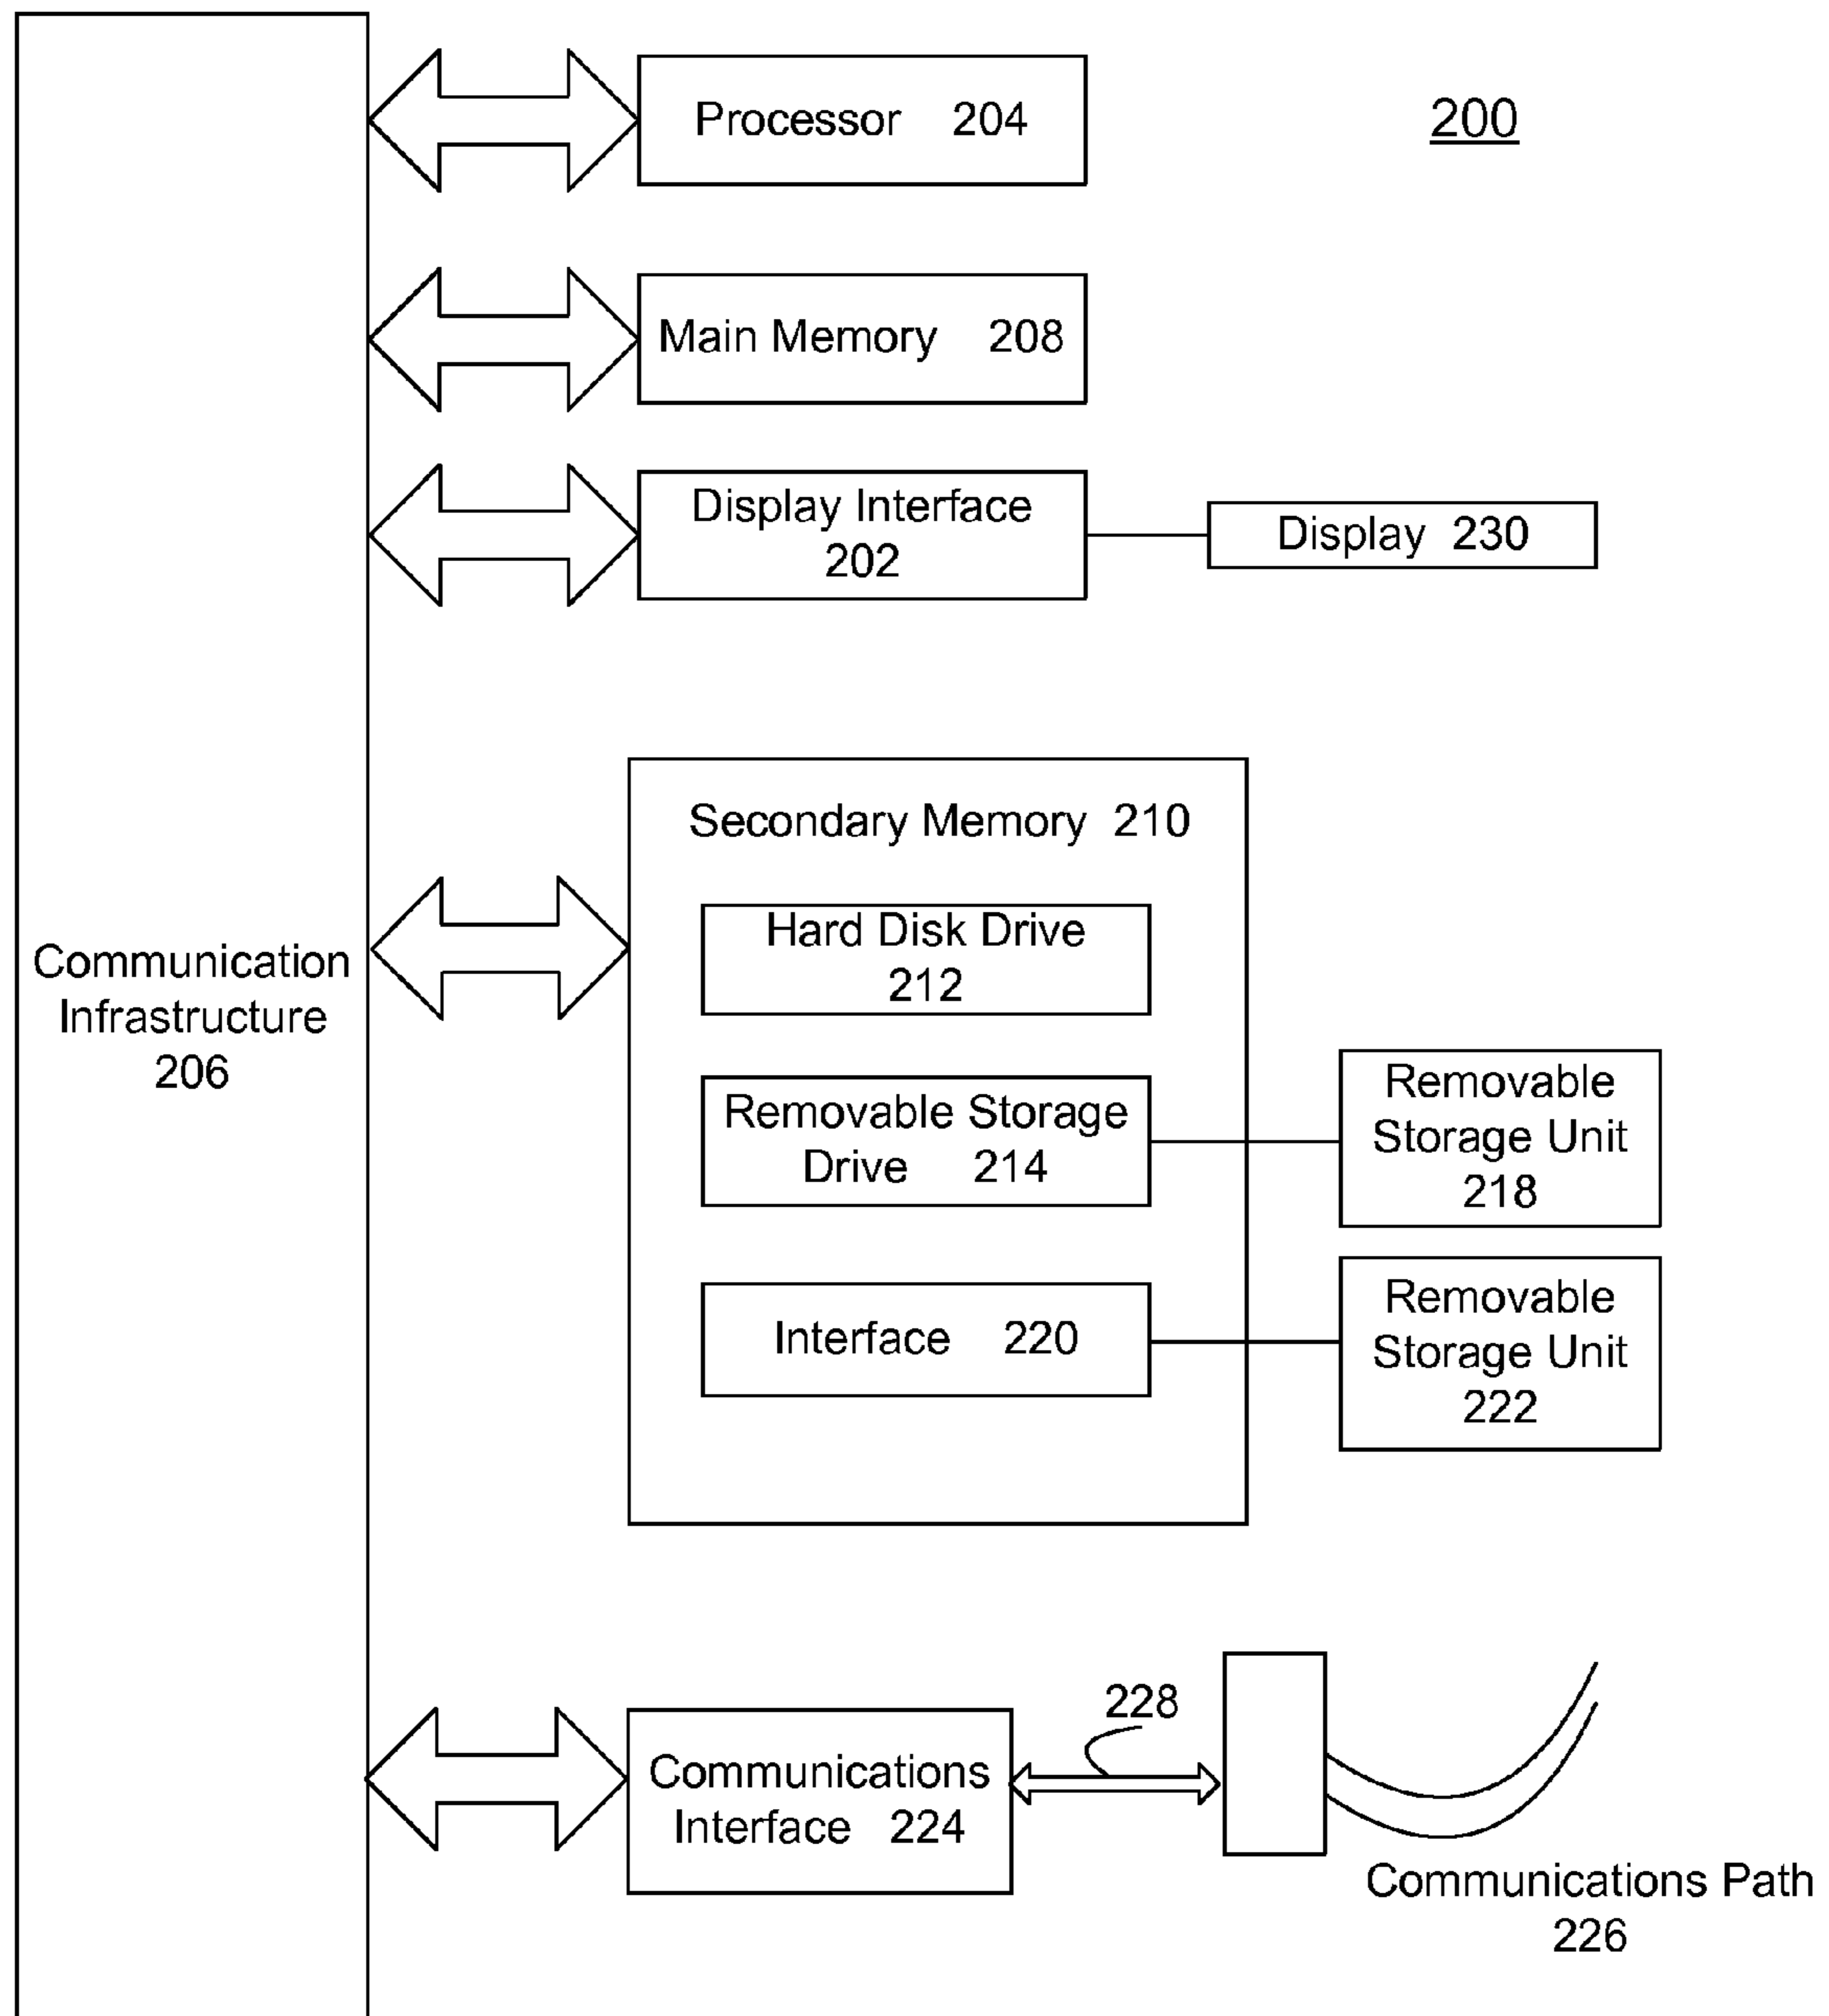 Processor 204
200
Main Memory 208
Display Interface
202
Display 230
Secondary Memory 210
Hard Disk Drive
212
Communication
Infrastructure
206
Removable Storage
Drive 214
Removable
Storage Unit
218
Interface 220
Removable
Storage Unit
222
228
Communications
Interface 224
Communications Path
226